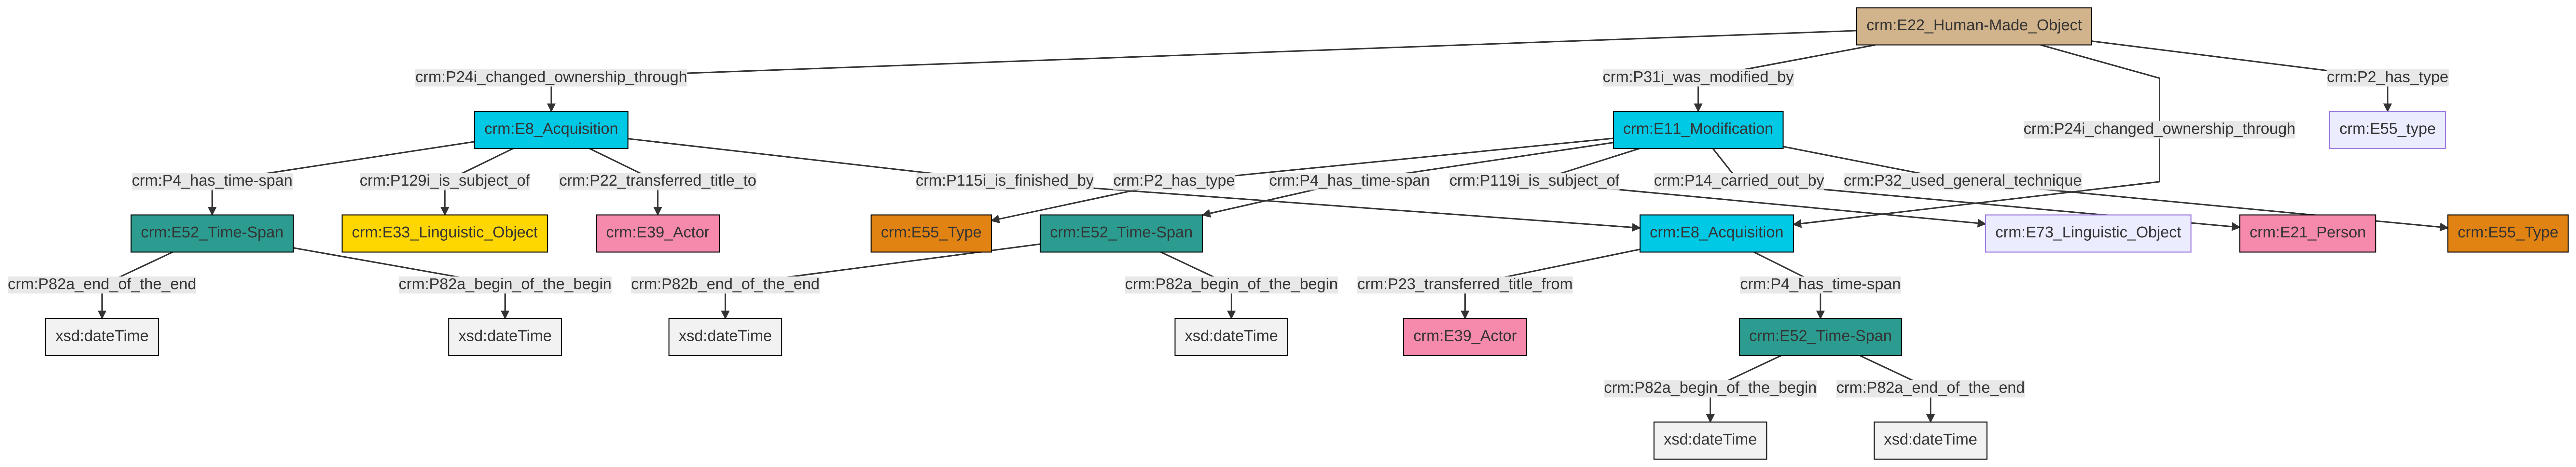 crm:E22_Human-Made_Object
crm:P24i_changed_ownership_through
crm:P31i_was_modified_by
crm:P2_has_type
crm:E8_Acquisition
crm:E11_Modification
crm:P24i_changed_ownership_through
crm:E55_type
crm:P4_has_time-span
crm:P129i_is_subject_of
crm:P22_transferred_title_to
crm:P115i_is_finished_by
crm:P2_has_type
crm:P4_has_time-span
crm:P119i_is_subject_of
crm:P14_carried_out_by
crm:P32_used_general_technique
crm:E52_Time-Span
crm:E33_Linguistic_Object
crm:E39_Actor
crm:E55_Type
crm:E52_Time-Span
crm:E8_Acquisition
crm:E73_Linguistic_Object
crm:E21_Person
crm:E55_Type
crm:P82a_end_of_the_end
crm:P82a_begin_of_the_begin
crm:P82b_end_of_the_end
crm:P82a_begin_of_the_begin
crm:P23_transferred_title_from
crm:P4_has_time-span
xsd:dateTime
xsd:dateTime
xsd:dateTime
xsd:dateTime
crm:E39_Actor
crm:E52_Time-Span
crm:P82a_begin_of_the_begin
crm:P82a_end_of_the_end
xsd:dateTime
xsd:dateTime